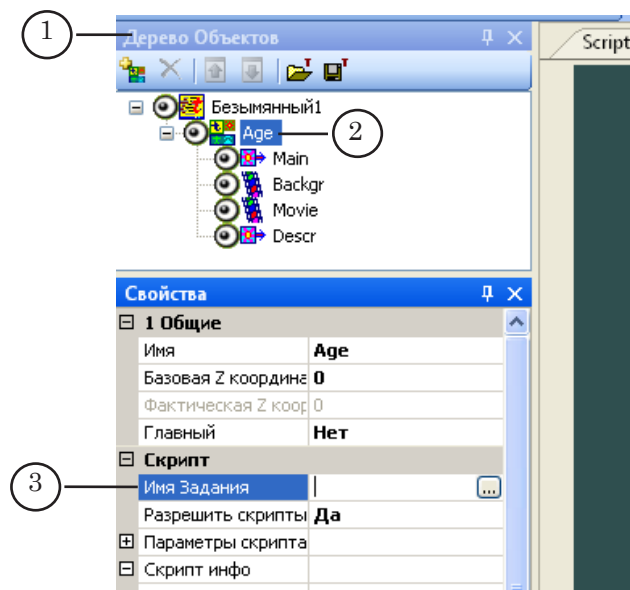 1
Дерево Объектов
Script
Безымянный1
Age
2
Main
Backgr
Movie
Descr
Свойства
1 Общие
Имя Age
Базовая Z координа 0
Фактическая Z коор 0
Главный Нет
Скрипт
3
Имя Задания ...
Разрешить скрипты Да
Параметры скрипта
Скрипт инфо